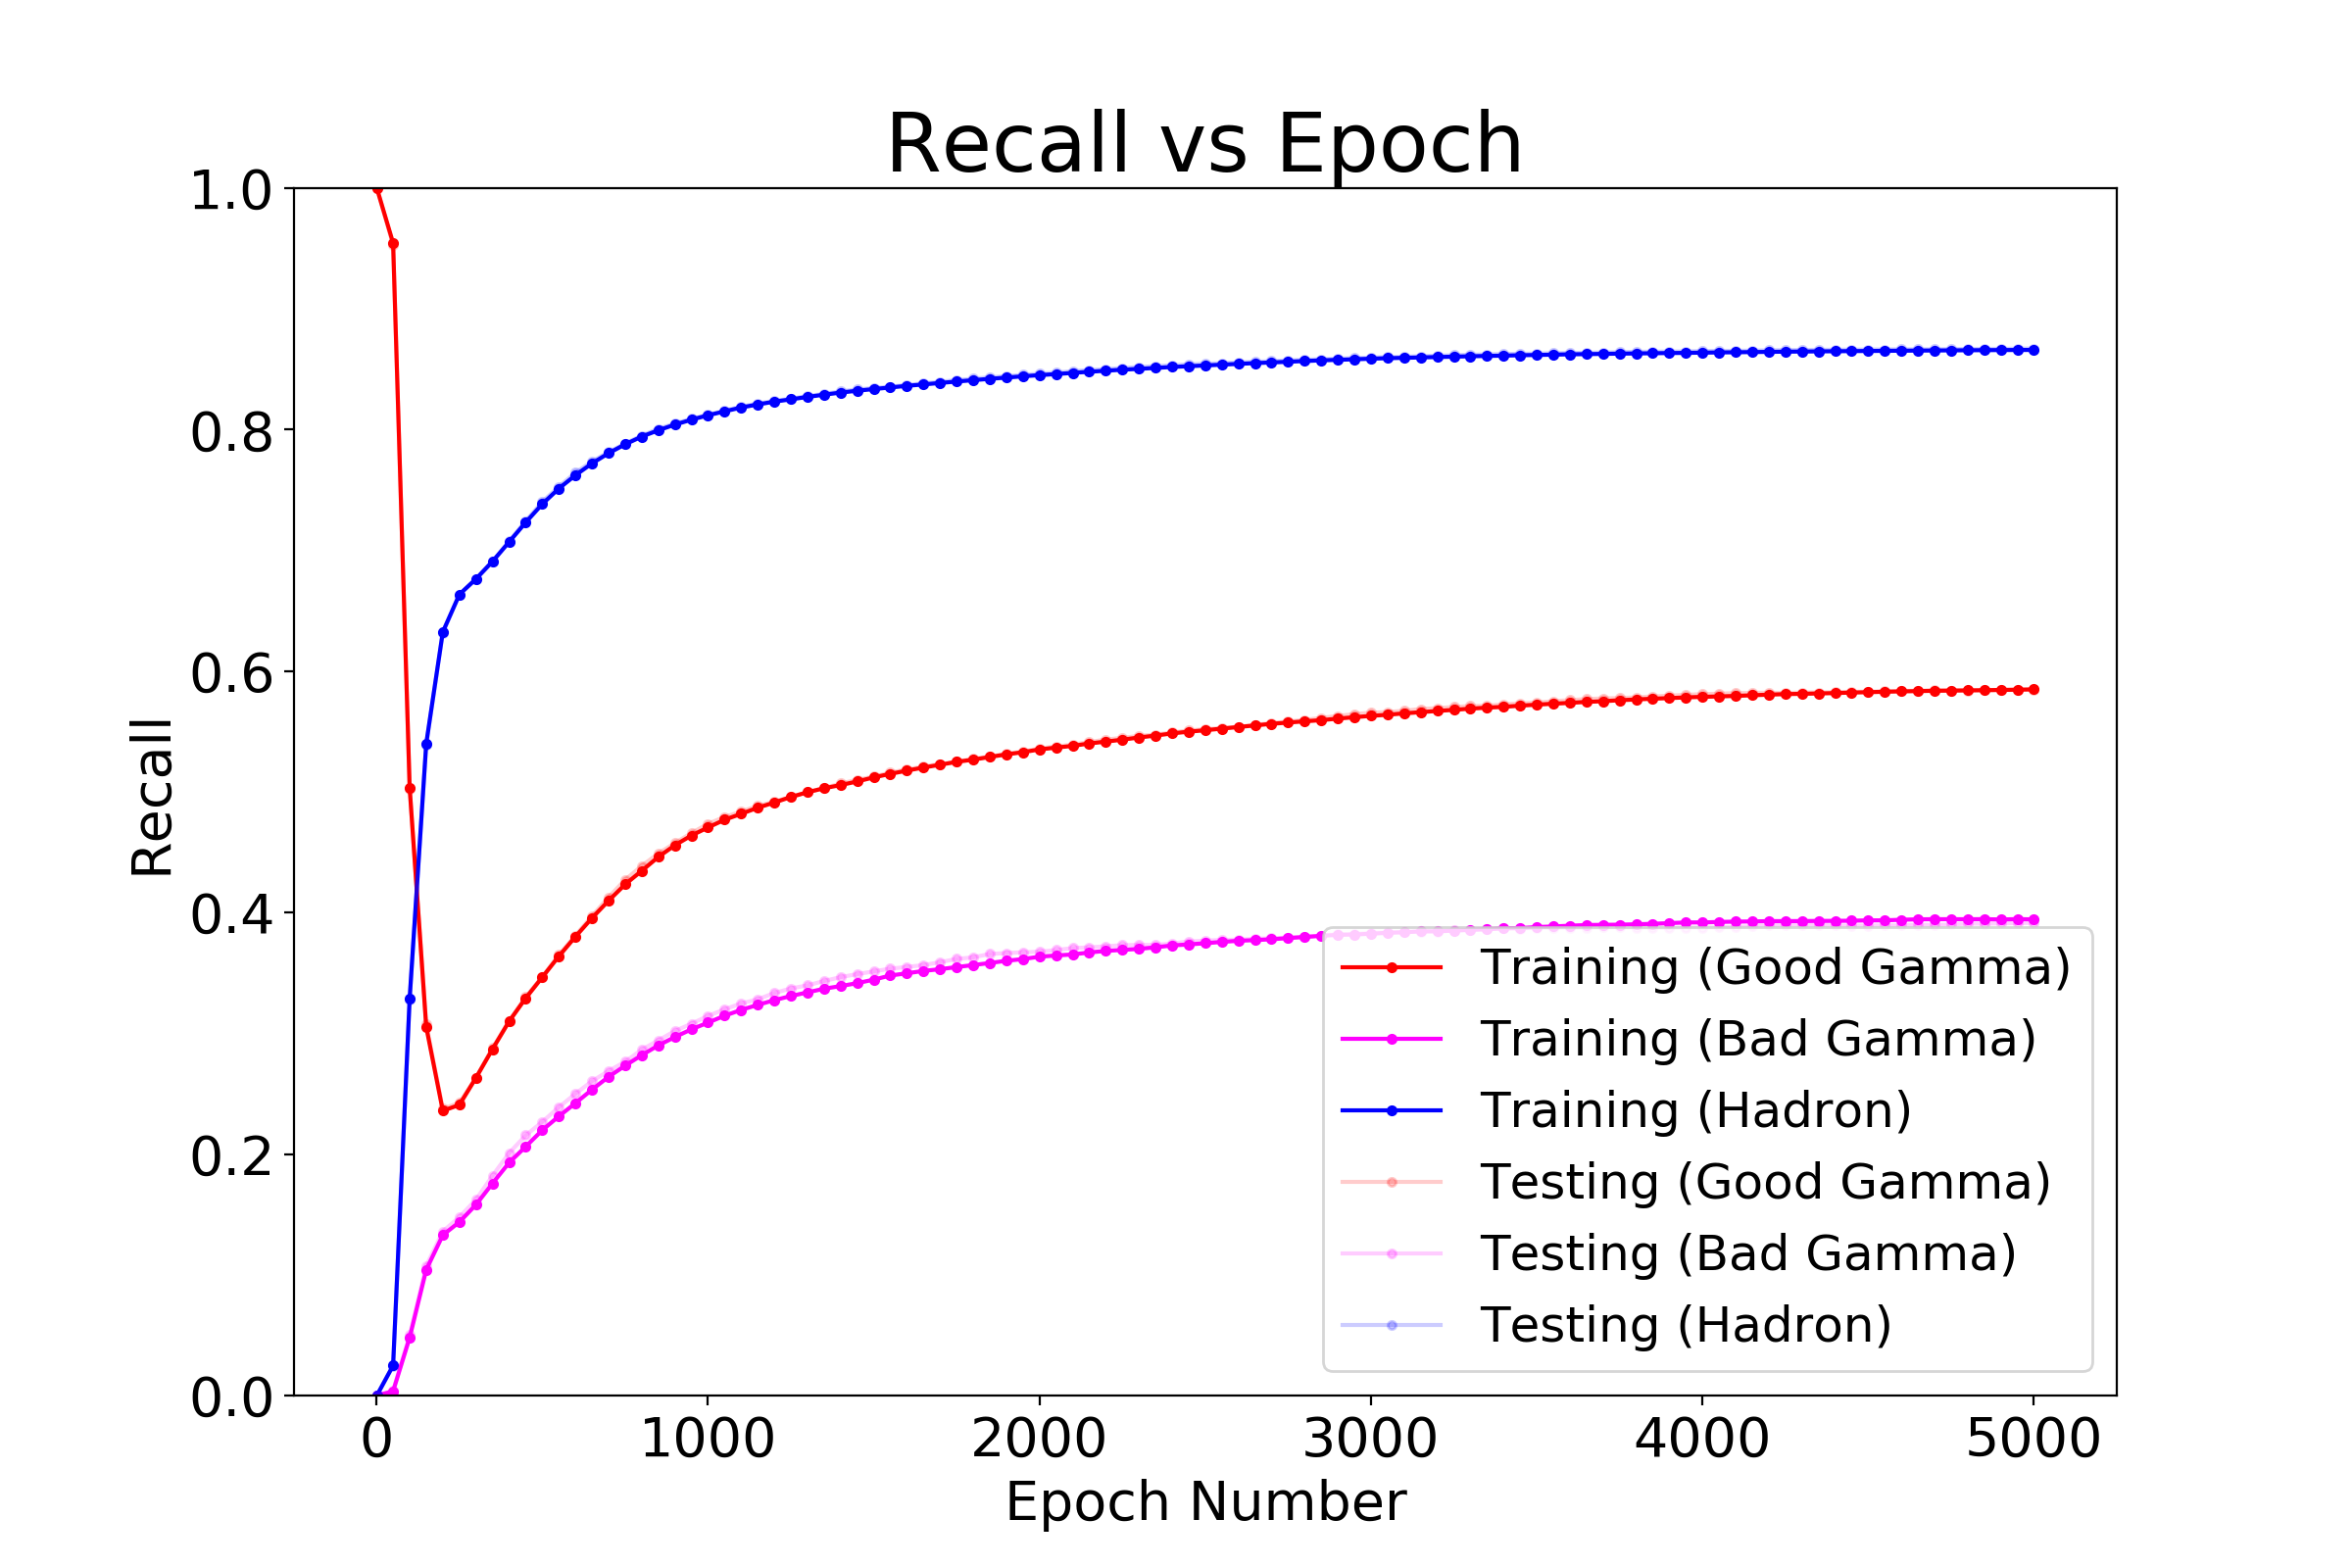 Recall vs Epoch
1.0
0.8
0.6
0.4
0.2
0.0
Recall
0 1000 2000 3000 4000 5000
Epoch Number
Training (Good Gamma)
Training (Bad Gamma)
Training (Hadron)
Testing (Good Gamma)
Testing (Bad Gamma)
Testing (Hadron)